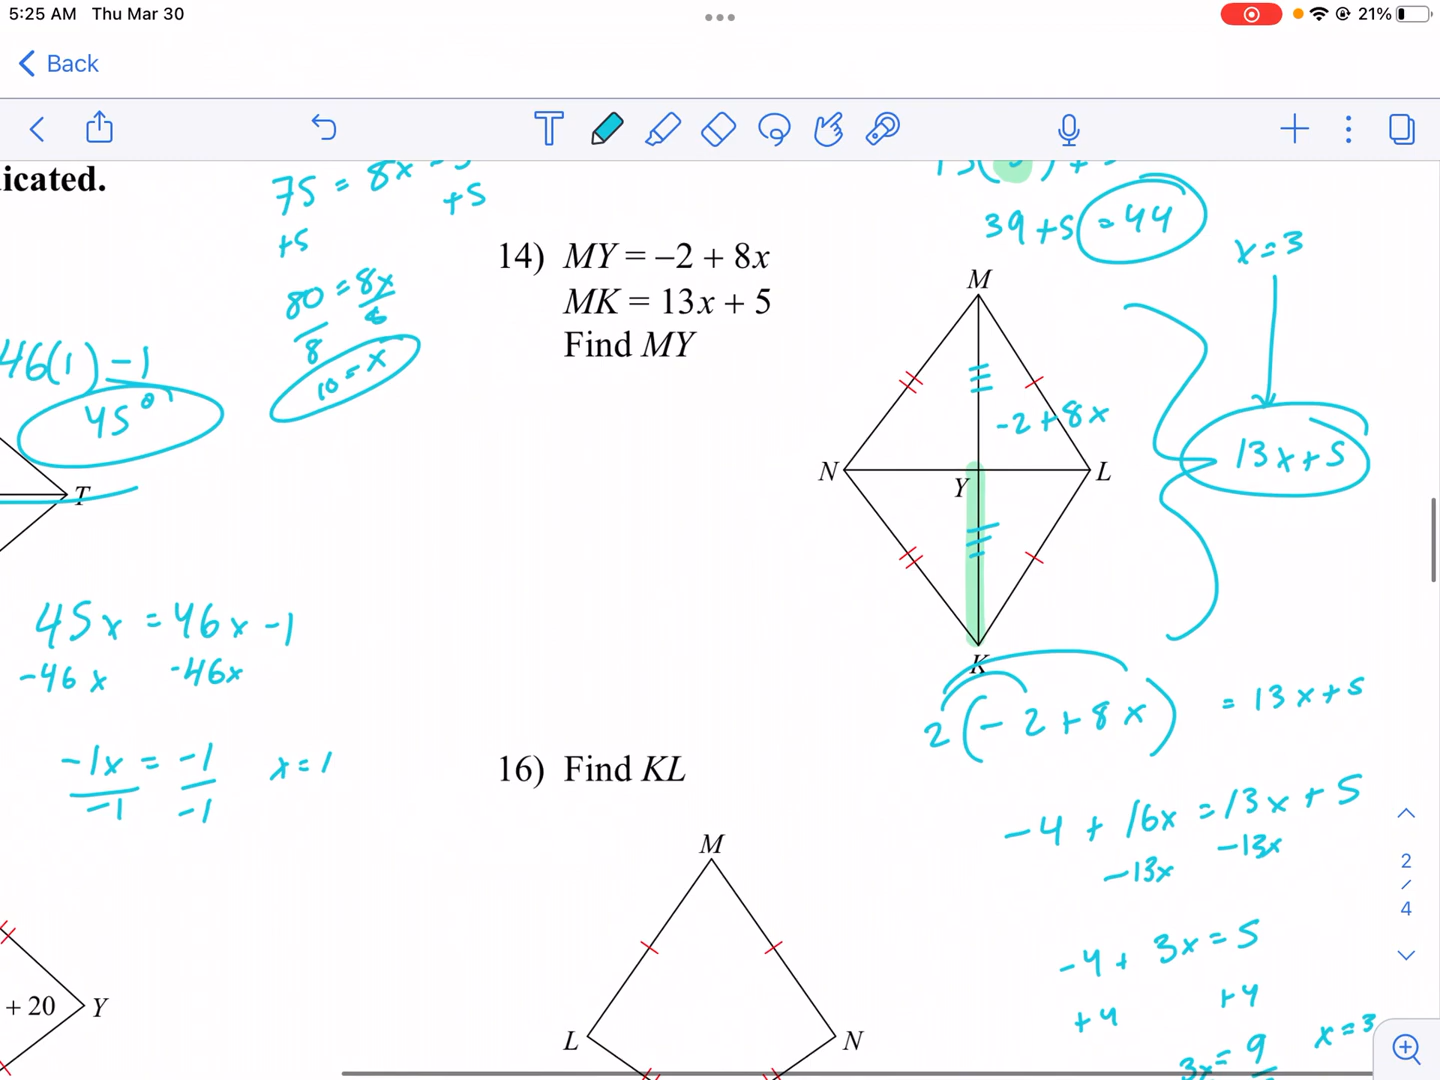 5:25 AM Thu Mar 30
21%
Back
T
icated.
75 = 8x
+5
+5
80 = 8x
8
10 = x
46(1) -1
45°
T
45x = 46x -1
-46x -46x
-1x = -1
-1 -1
x=1
+ 20
Y
39+5 = 44
x=3
14) MY = –2 + 8x
MK = 13x + 5
Find MY
M
-2+8x
N
Y
L
K
13x+5
2(-2+8x) = 13x+5
-4 + 16x = 13x + 5
-13x -13x
-4 + 3x = 5
+4 +4
3x = 9
x=3
16) Find KL
M
L
N
2
/
4